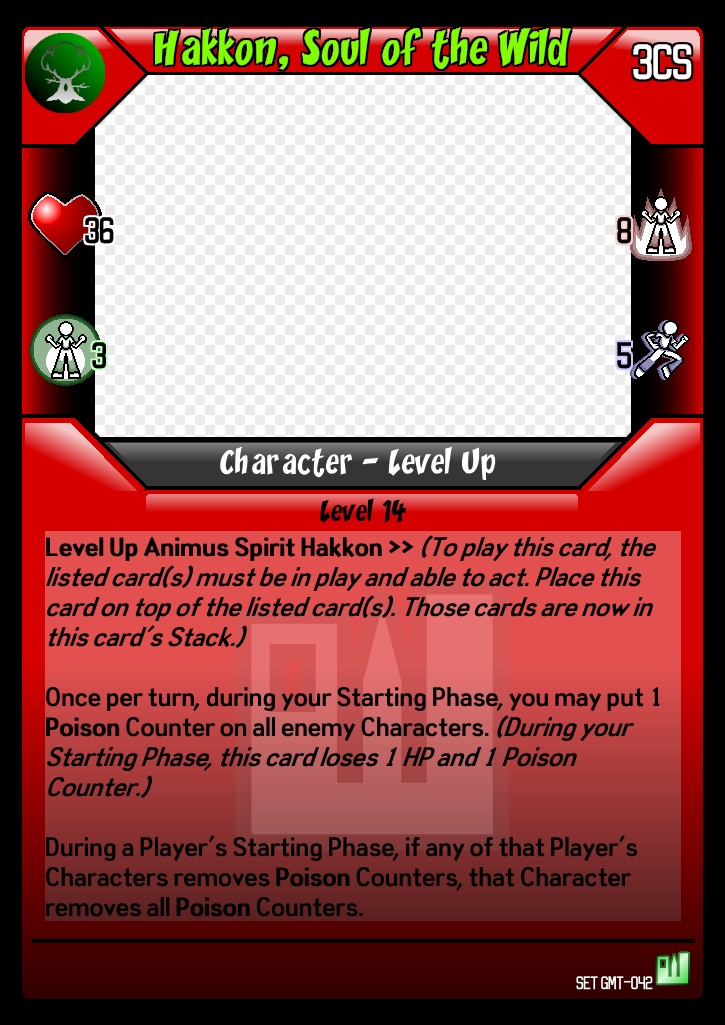 Hakkon, Soul of the Wild
3CS
36
8
3
5
Character - Level Up
Level 14
Level Up Animus Spirit Hakkon >> (To play this card, the
listed card(s) must be in play and able to act. Place this
card on top of the listed card(s). Those cards are now in
this card's Stack.)
Once per turn, during your Starting Phase, you may put 1
Poison Counter on all enemy Characters. (During your
Starting Phase, this card loses 1 HP and 1 Poison
Counter.)
During a Player's Starting Phase, if any of that Player's
Characters removes Poison Counters, that Character
removes all Poison Counters.
SET GMT-042